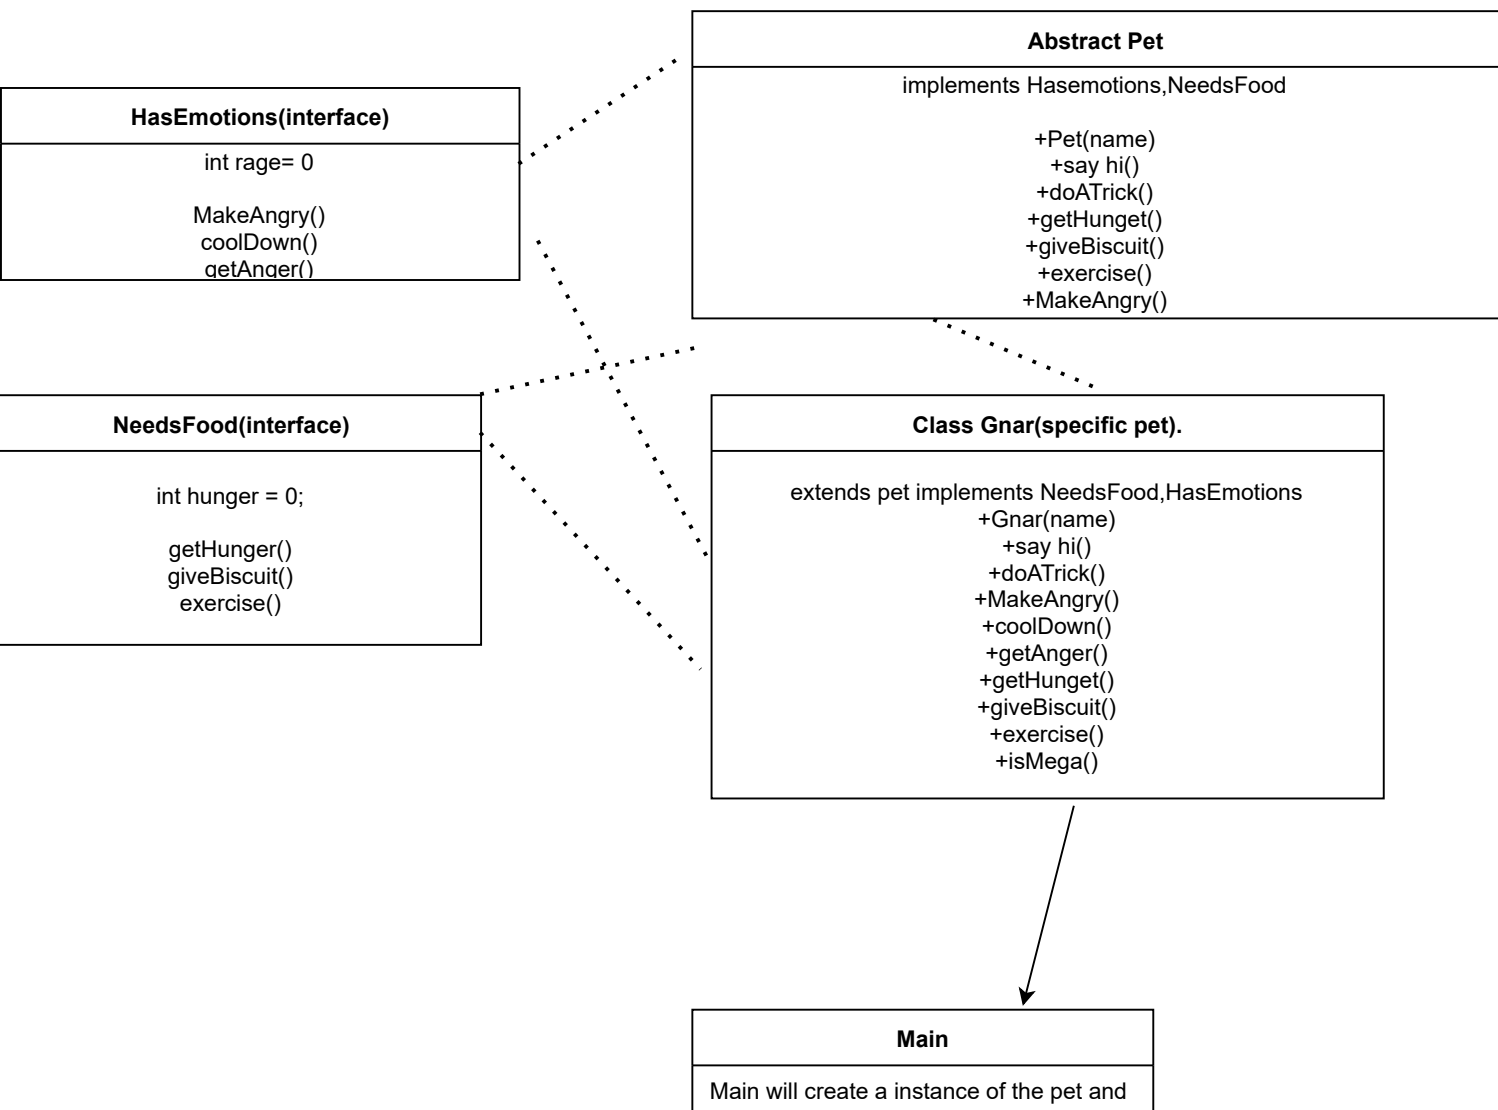 Abstract Pet
implements Hasemotions,NeedsFood
+Pet(name)
+say hi()
+doATrick()
+getHunget()
+giveBiscuit()
+exercise()
+MakeAngry()
HasEmotions(interface)
int rage= 0
MakeAngry()
coolDown()
getAnger()
NeedsFood(interface)
int hunger = 0;
getHunger()
giveBiscuit()
exercise()
Class Gnar(specific pet).
extends pet implements NeedsFood,HasEmotions
+Gnar(name)
+say hi()
+doATrick()
+MakeAngry()
+coolDown()
+getAnger()
+getHunget()
+giveBiscuit()
+exercise()
+isMega()
Main
Main will create a instance of the pet and